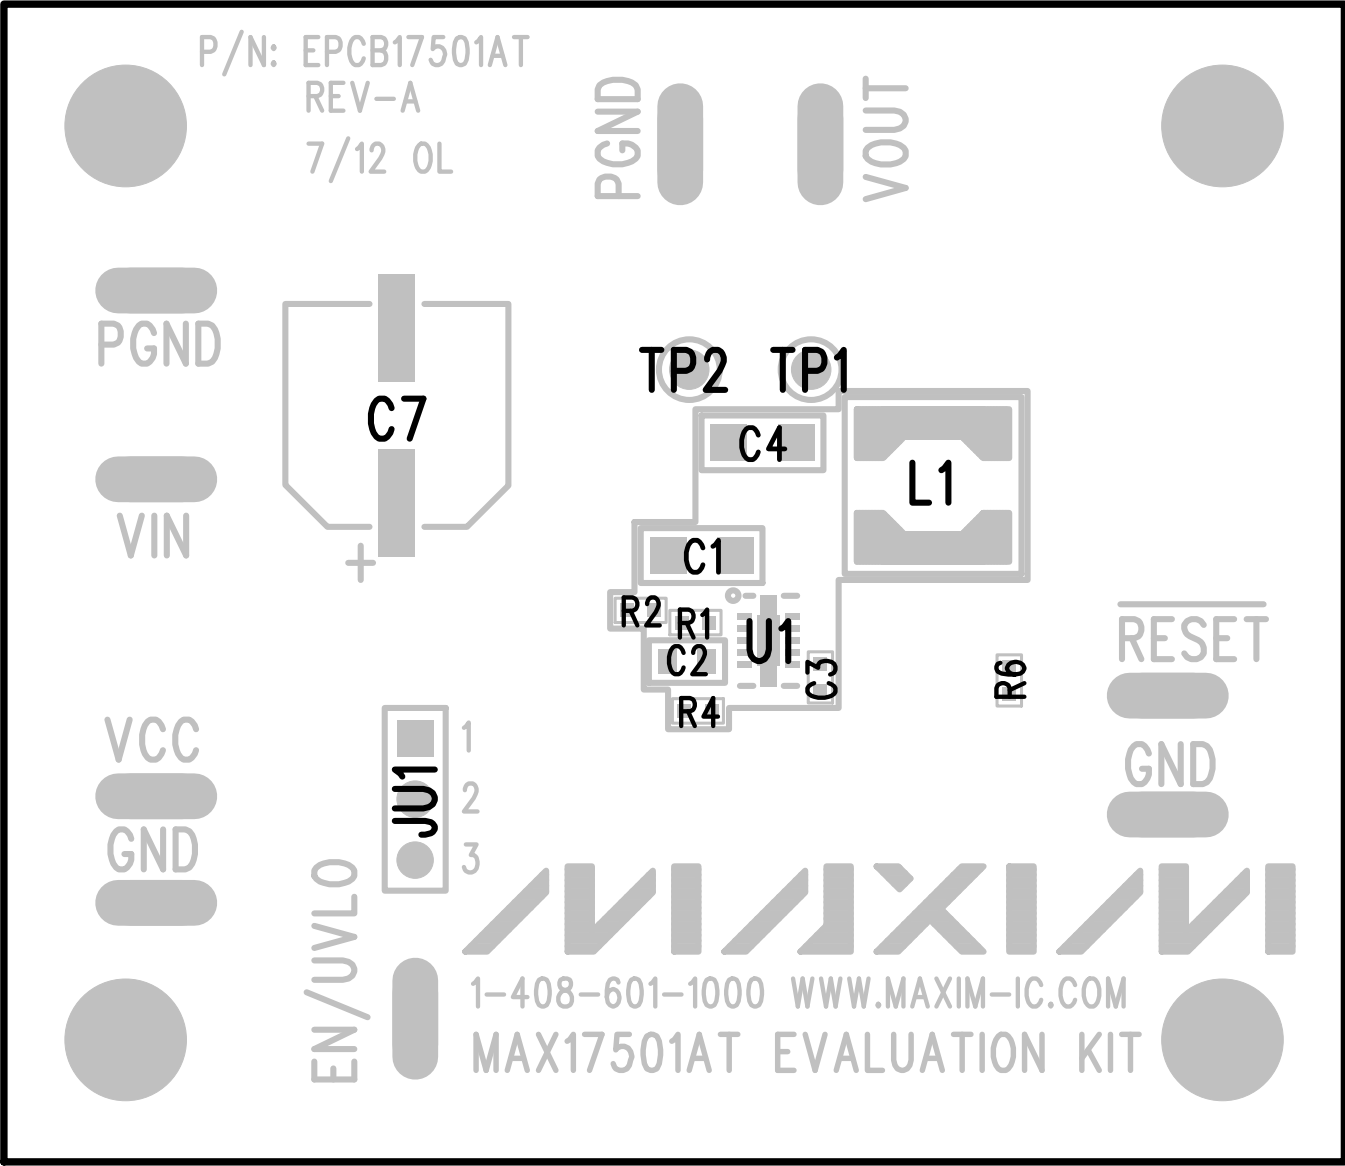 P/N: EPCB17501AT
REV-A
7/12 OL
PGND
VOUT
PGND
VIN
C7
+
TP2
TP1
C4
L1
C1
R2
R1
U1
C2
C3
R4
R6
RESET
GND
VCC
GND
JU1
1
2
3
EN/UVLO
MAXIM
1-408-601-1000 WWW.MAXIM-IC.COM
MAX17501AT EVALUATION KIT